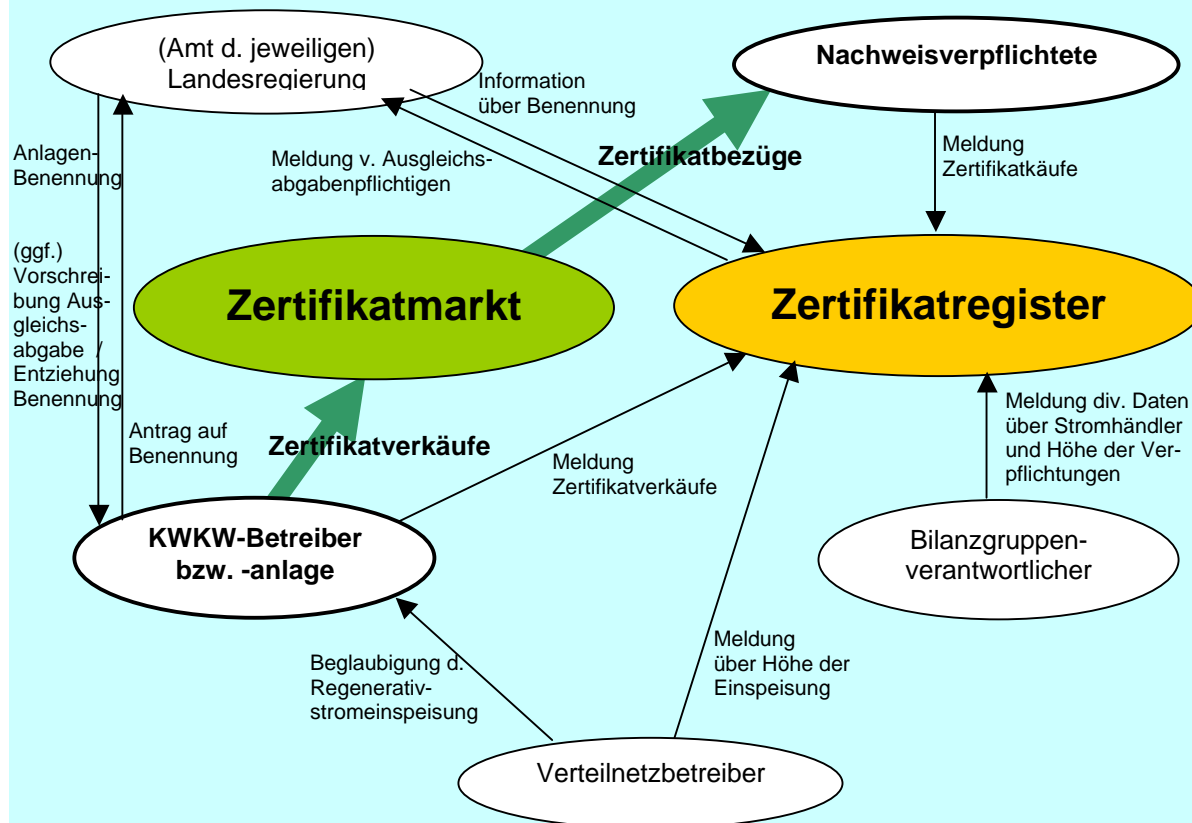 (Amt d. jeweiligen)
Landesregierung
Nachweisverpflichtete
Information
über Benennung
Anlagen-
Benennung
Meldung v. Ausgleichs-
abgabenpflichtigen
Zertifikatbezüge
Meldung
Zertifikatkäufe
(ggf.)
Vorschrei-
bung Aus-
gleichs-
abgabe /
Entziehung
Benennung
Zertifikatmarkt
Zertifikatregister
Antrag auf
Benennung
Zertifikatverkäufe
Meldung
Zertifikatverkäufe
Meldung div. Daten
über Stromhändler
und Höhe der Ver-
pflichtungen
KWKW-Betreiber
bzw. -anlage
Bilanzgruppen-
verantwortlicher
Beglaubigung d.
Regenerativ-
stromeinspeisung
Meldung
über Höhe der
Einspeisung
Verteilnetzbetreiber